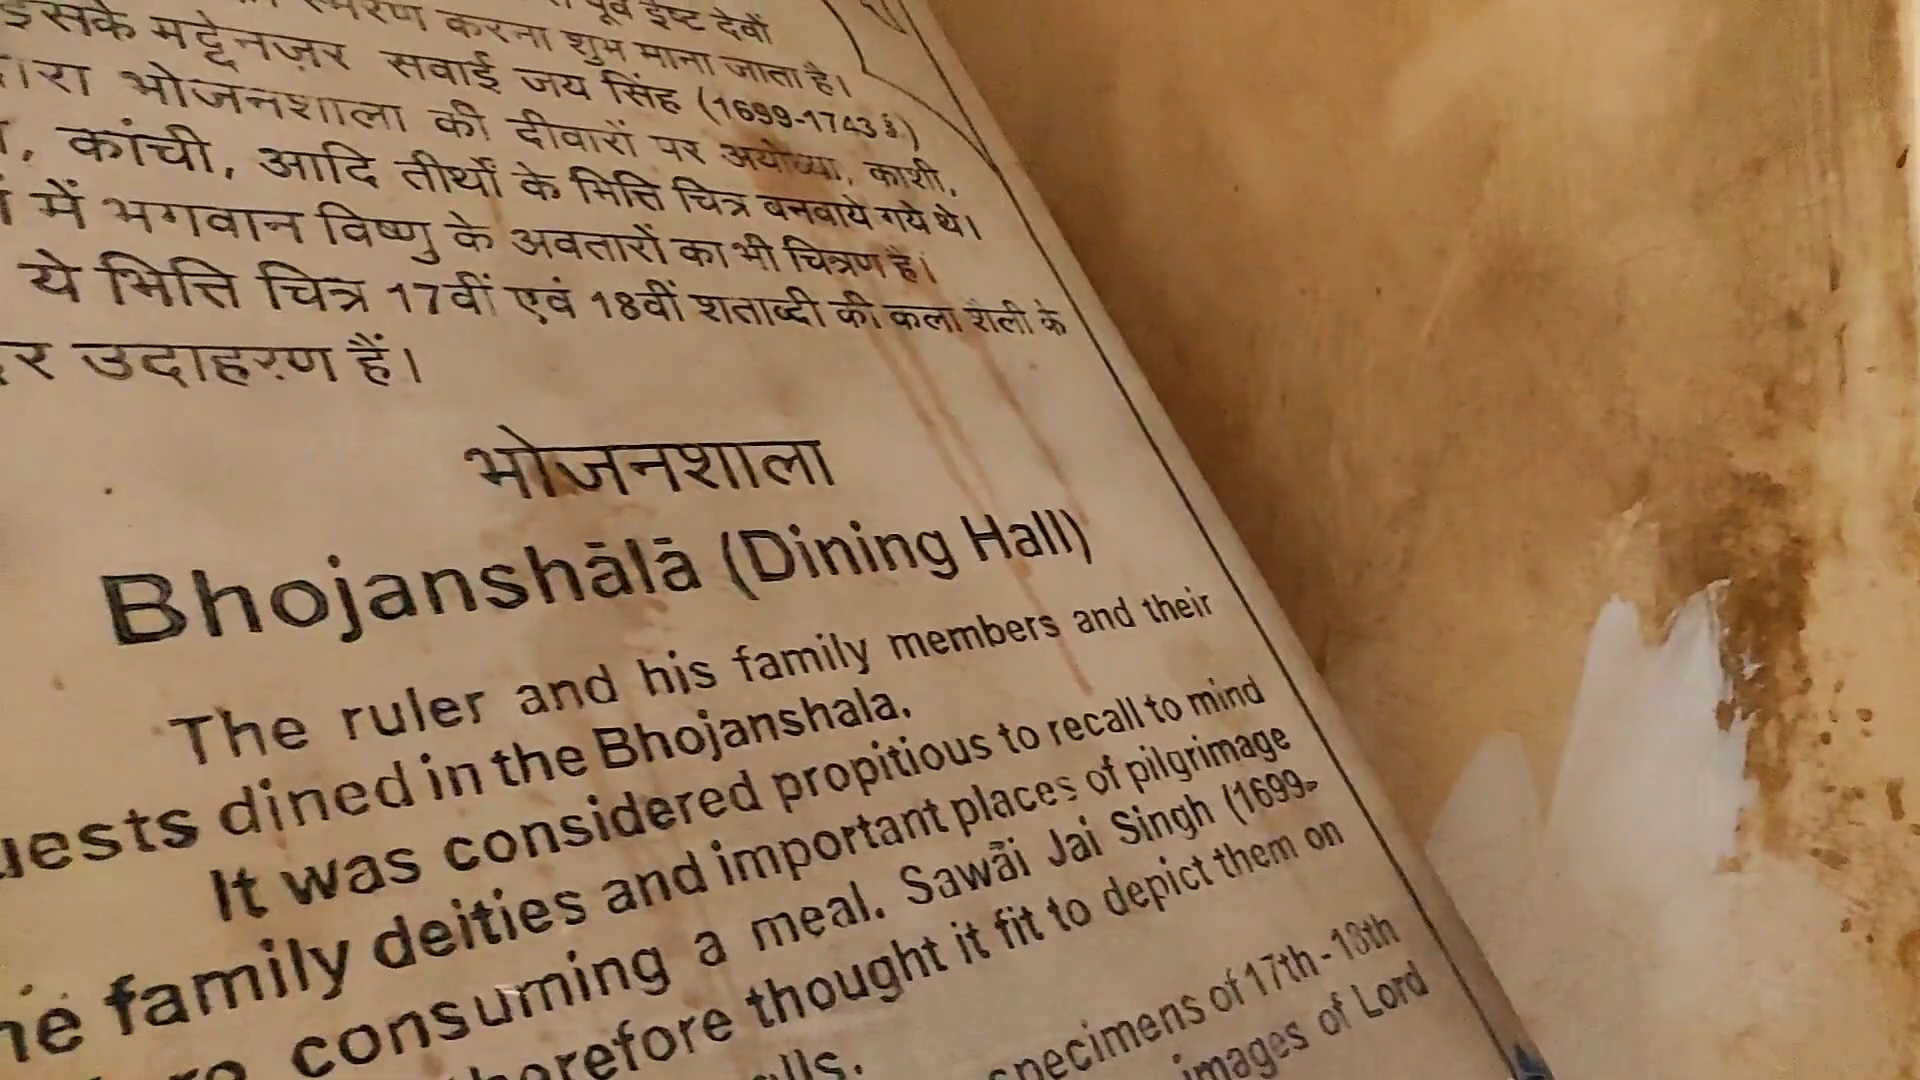 स्मरण करना शुभ माना जाता है।
इसके मद्देनज़र सवाई जय सिंह (1699-1743 ई.)
भोजनशाला की दीवारों पर अयोध्या, काशी,
कांची, आदि तीर्थों के भित्ति चित्र बनवाये गये थे।
में भगवान विष्णु के अवतारों का भी चित्रण है।
ये भित्ति चित्र 17वीं एवं 18वीं शताब्दी की कला शैली के
उदाहरण हैं।
भोजनशाला
Bhojanshālā (Dining Hall)
The ruler and his family members and their
dined in the Bhojanshala.
It was considered propitious to recall to mind
family deities and important places of pilgrimage
consuming a meal. Sawāi Jai Singh (1699-
thought it fit to depict them on
specimens of 17th-18th
images of Lord